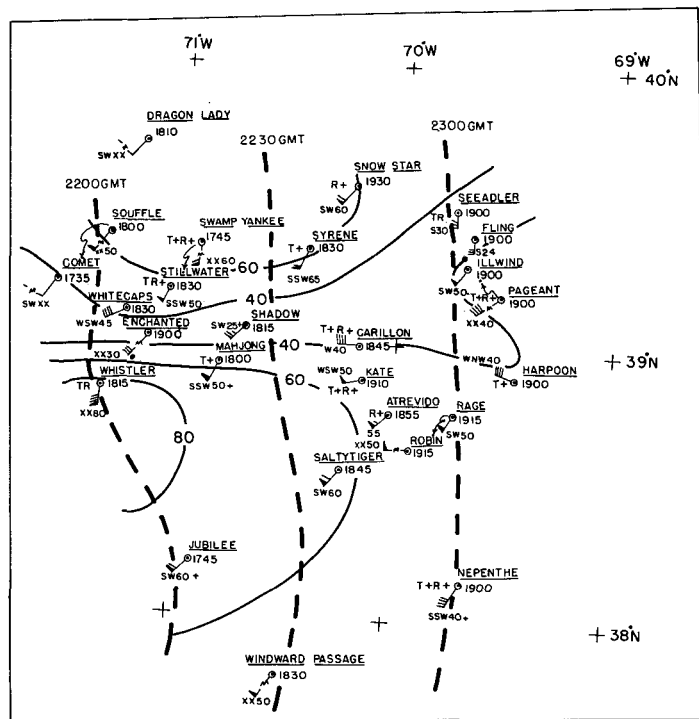 71°W
70°W
69°W
40°N
DRAGON LADY
1810
SWXX
2230GMT
2300GMT
2200GMT
SNOW STAR
R+
1930
SW60
SOUFFLE
1800
XX50
SWAMP YANKEE
T+R+
1745
XX60
SYRENE
T+
1830
SSW65
SEEADLER
TR
1900
S30
FLING
1900
S24
COMET
1735
SWXX
STILLWATER
60
TR+
1830
SSW50
40
ILLWIND
1900
SW50
PAGEANT
T+R+
1900
XX40
WHITECAPS
1830
WSW45
ENCHANTED
1900
XX30
SHADOW
SW25+
1815
MAHJONG
T+
1800
SSW50+
40
CARILLON
T+R+
W40
1845
WNW40
HARPOON
T+
1900
39°N
WHISTLER
1815
TR
XX80
60
KATE
WSW50
1910
T+R+
ATREVIDO
R+
1855
55
RAGE
1915
SW50
XX50
ROBIN
1915
80
SALTYTIGER
1845
SW60
JUBILEE
1745
SW60+
NEPENTHE
T+R+
1900
SSW40+
38°N
WINDWARD PASSAGE
1830
XX50